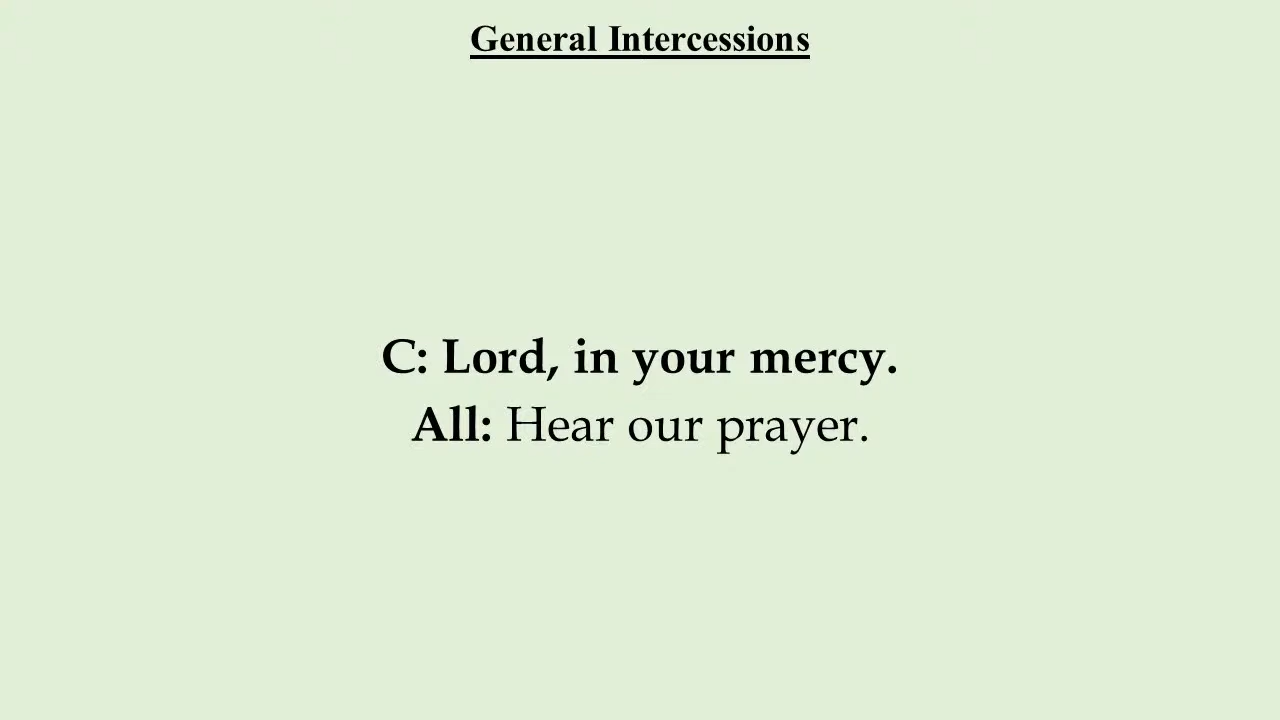 General Intercessions
C: Lord, in your mercy.
All: Hear our prayer.